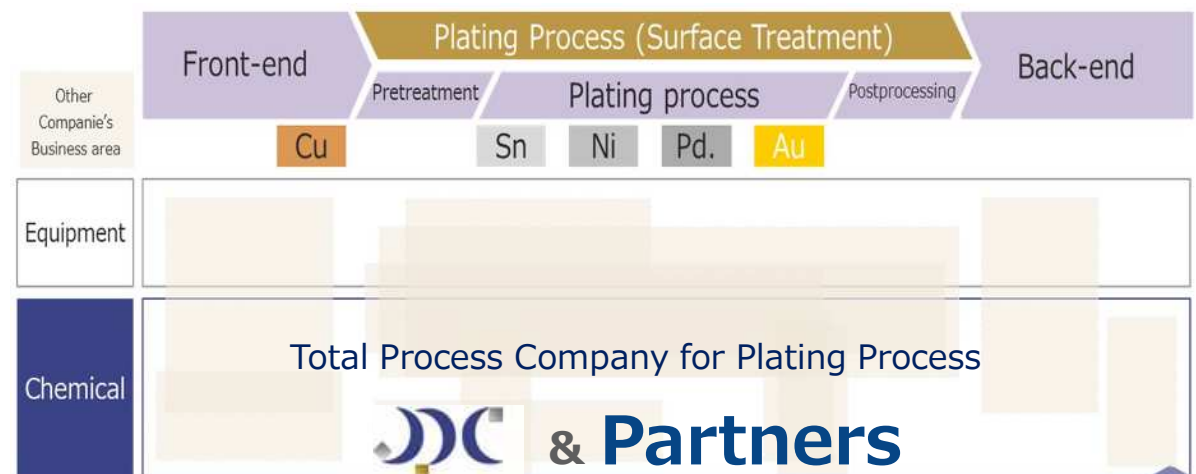 Plating Process (Surface Treatment)
Front-end
Back-end
Pretreatment
Plating process
Postprocessing
Other
Companie's
Business area
Cu
Sn
Ni
Pd.
Au
Equipment
Total Process Company for Plating Process
Chemical
& Partners